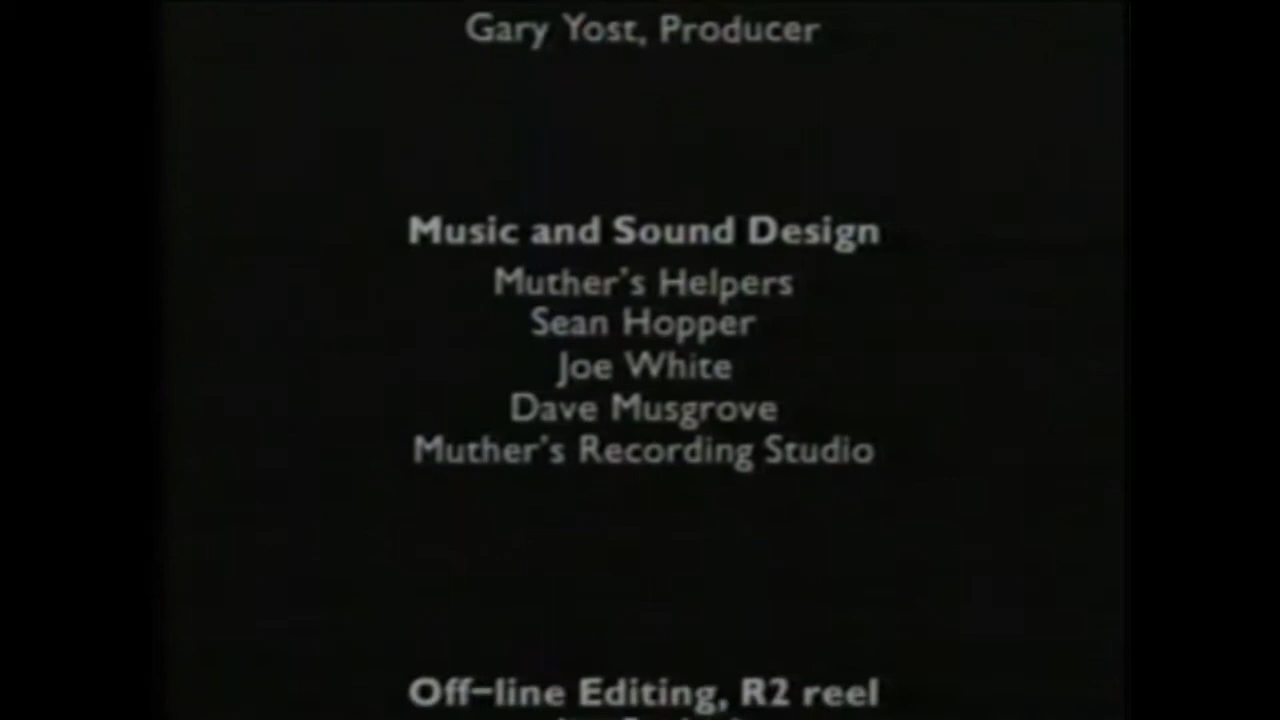 Gary Yost, Producer
Music and Sound Design
Muther's Helpers
Sean Hopper
Joe White
Dave Musgrove
Muther's Recording Studio
Off-line Editing, R2 reel